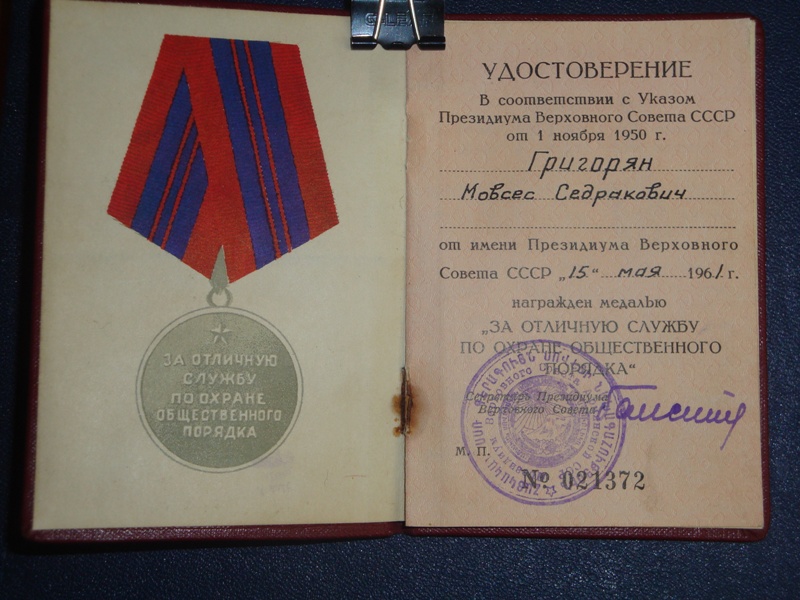 ЗА ОТЛИЧНУЮ
СЛУЖБУ
ПО ОХРАНЕ
ОБЩЕСТВЕННОГО
ПОРЯДКА
УДОСТОВЕРЕНИЕ
В соответствии с Указом
Президиума Верховного Совета СССР
от 1 ноября 1950 г.
Григорян
Мовсес Седракович
от имени Президиума Верховного
Совета СССР „15“ мая 1961 г.
награжден медалью
„ЗА ОТЛИЧНУЮ СЛУЖБУ
ПО ОХРАНЕ ОБЩЕСТВЕННОГО
ПОРЯДКА“
Секретарь Президиума
Верховного Совета
М. П.
№ 021372